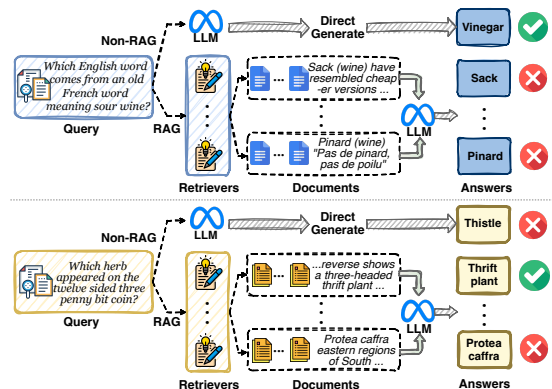 Non-RAG
LLM
Direct
Generate
Vinegar
Which English word
comes from an old
French word
meaning sour wine?
Query
RAG
Sack (wine) have
resembled cheap
-er versions ...
Sack
LLM
Pinard (wine)
"Pas de pinard,
pas de poilu"
Pinard
Retrievers
Documents
Answers
Non-RAG
LLM
Direct
Generate
Thistle
Which herb
appeared on the
twelve sided three
penny bit coin?
Query
RAG
...reverse shows
a three-headed
thrift plant ...
Thrift
plant
LLM
Protea caffra
eastern regions
of South ...
Protea
caffra
Retrievers
Documents
Answers